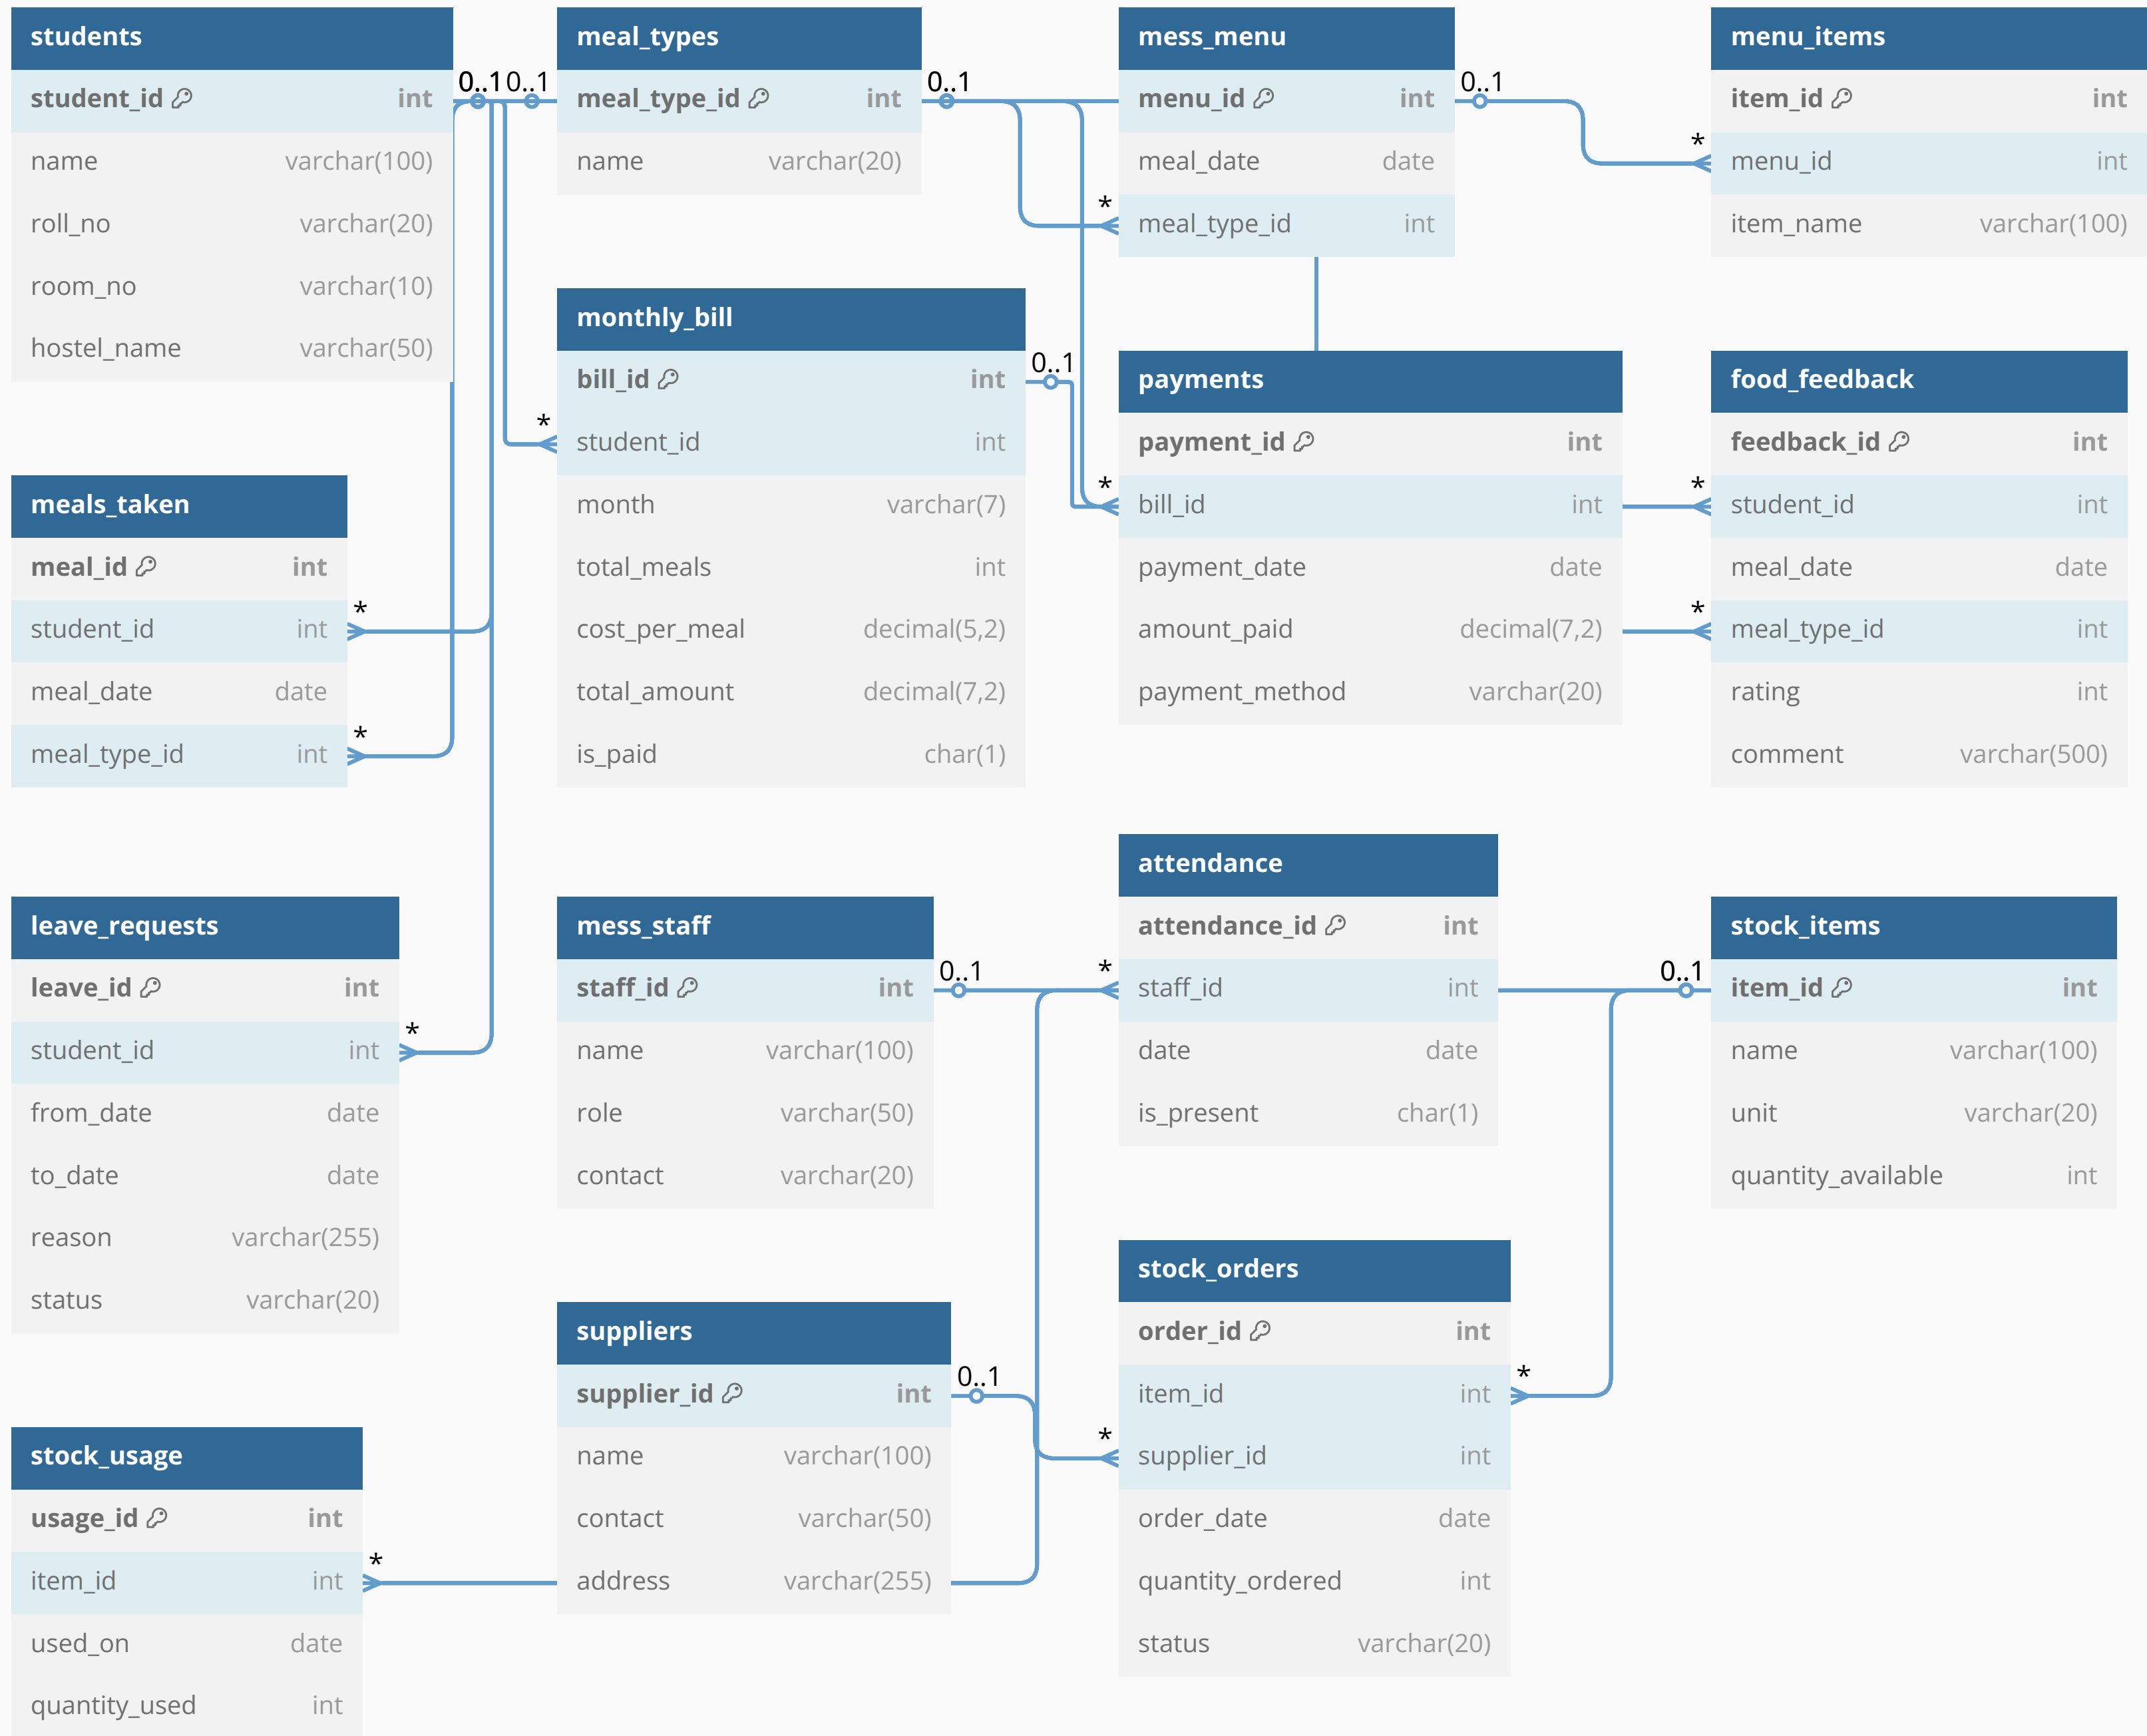 students
student_id int
name varchar(100)
roll_no varchar(20)
room_no varchar(10)
hostel_name varchar(50)
0..1
0..1
meal_types
meal_type_id int
name varchar(20)
0..1
mess_menu
menu_id int
meal_date date
meal_type_id int
*
0..1
menu_items
item_id int
menu_id int
item_name varchar(100)
*
monthly_bill
bill_id int
student_id int
month varchar(7)
total_meals int
cost_per_meal decimal(5,2)
total_amount decimal(7,2)
is_paid char(1)
*
0..1
payments
payment_id int
bill_id int
payment_date date
amount_paid decimal(7,2)
payment_method varchar(20)
*
food_feedback
feedback_id int
student_id int
meal_date date
meal_type_id int
rating int
comment varchar(500)
*
*
meals_taken
meal_id int
student_id int
meal_date date
meal_type_id int
*
*
leave_requests
leave_id int
student_id int
from_date date
to_date date
reason varchar(255)
status varchar(20)
*
mess_staff
staff_id int
name varchar(100)
role varchar(50)
contact varchar(20)
0..1
attendance
attendance_id int
staff_id int
date date
is_present char(1)
*
stock_items
item_id int
name varchar(100)
unit varchar(20)
quantity_available int
0..1
suppliers
supplier_id int
name varchar(100)
contact varchar(50)
address varchar(255)
0..1
stock_orders
order_id int
item_id int
supplier_id int
order_date date
quantity_ordered int
status varchar(20)
*
*
stock_usage
usage_id int
item_id int
used_on date
quantity_used int
*